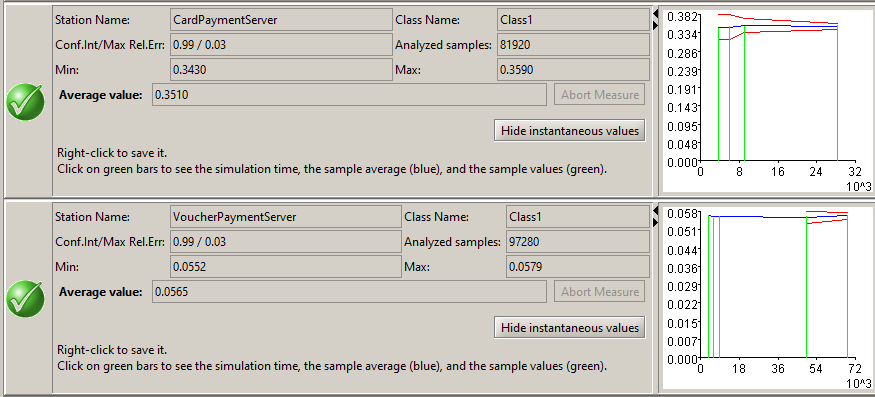 Station Name: CardPaymentServer Class Name: Class1
Conf.Int/Max Rel.Err: 0.99 / 0.03 Analyzed samples: 81920
Min: 0.3430 Max: 0.3590
Average value: 0.3510 Abort Measure
Hide instantaneous values
Right-click to save it.
Click on green bars to see the simulation time, the sample average (blue), and the sample values (green).
0.382
0.334
0.286
0.239
0.191
0.143
0.095
0.048
0.000
0 8 16 24 32
10^3
Station Name: VoucherPaymentServer Class Name: Class1
Conf.Int/Max Rel.Err: 0.99 / 0.03 Analyzed samples: 97280
Min: 0.0552 Max: 0.0579
Average value: 0.0565 Abort Measure
Hide instantaneous values
Right-click to save it.
Click on green bars to see the simulation time, the sample average (blue), and the sample values (green).
0.058
0.051
0.044
0.036
0.029
0.022
0.015
0.007
0.000
0 18 36 54 72
10^3